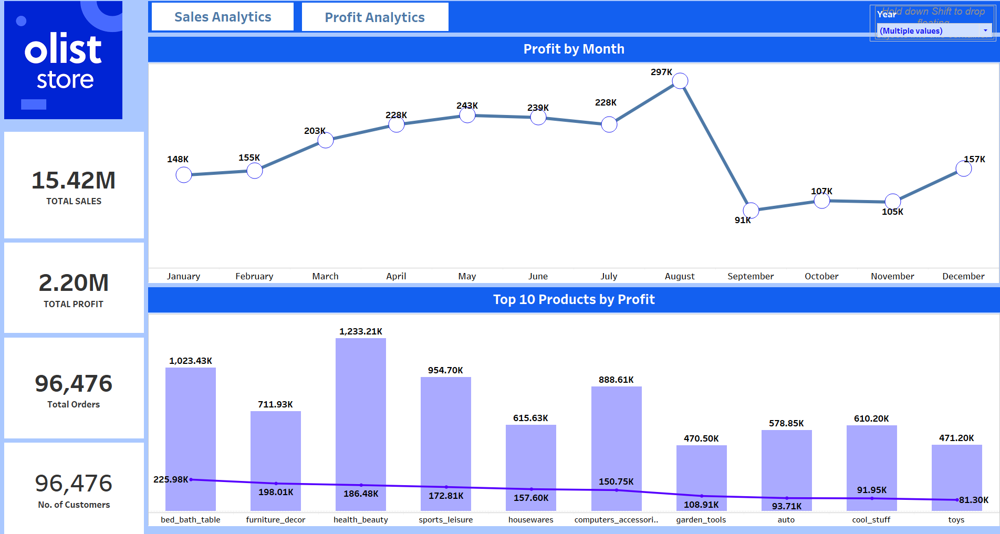 olist
store
Sales Analytics
Profit Analytics
Hold down Shift to drop
floating
Year
(Multiple values)
Profit by Month
297K
243K
239K
228K
228K
203K
148K
155K
157K
107K
105K
91K
January February March April May June July August September October November December
15.42M
TOTAL SALES
2.20M
TOTAL PROFIT
96,476
Total Orders
96,476
No. of Customers
Top 10 Products by Profit
1,023.43K 711.93K 1,233.21K 954.70K 615.63K 888.61K 470.50K 578.85K 610.20K 471.20K
225.98K 198.01K 186.48K 172.81K 157.60K 150.75K 108.91K 93.71K 91.95K 81.30K
bed_bath_table furniture_decor health_beauty sports_leisure housewares computers_accessori.. garden_tools auto cool_stuff toys